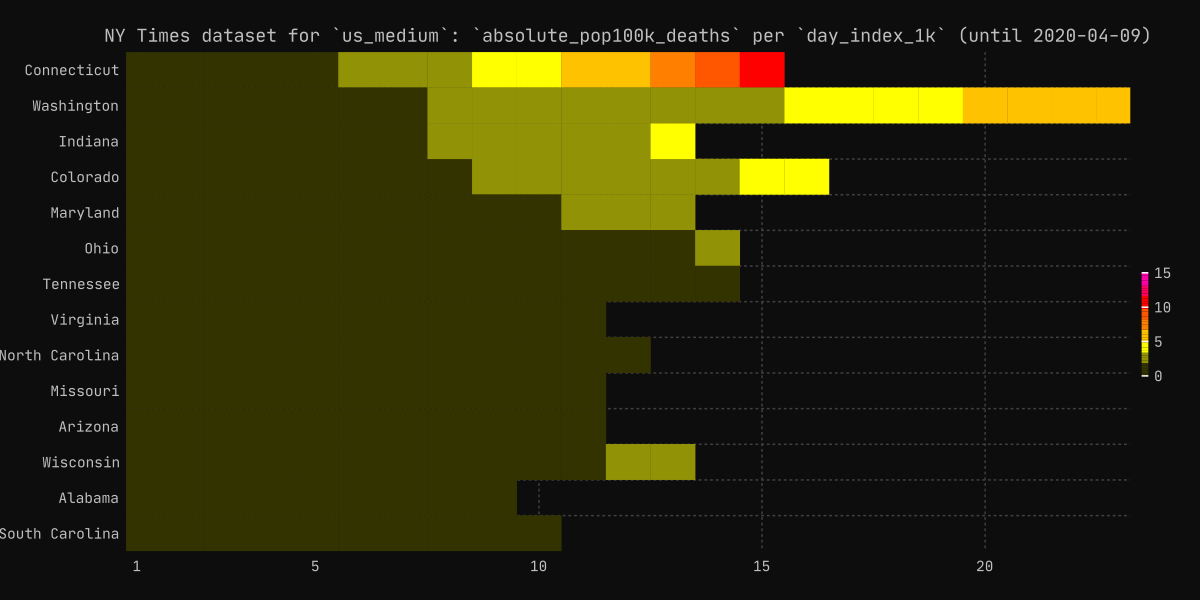 NY Times dataset for `us_medium`: `absolute_pop100k_deaths` per `day_index_1k` (until 2020-04-09)
Connecticut
Washington
Indiana
Colorado
Maryland
Ohio
Tennessee
Virginia
North Carolina
Missouri
Arizona
Wisconsin
Alabama
South Carolina
1 5 10 15 20
15
10
5
0